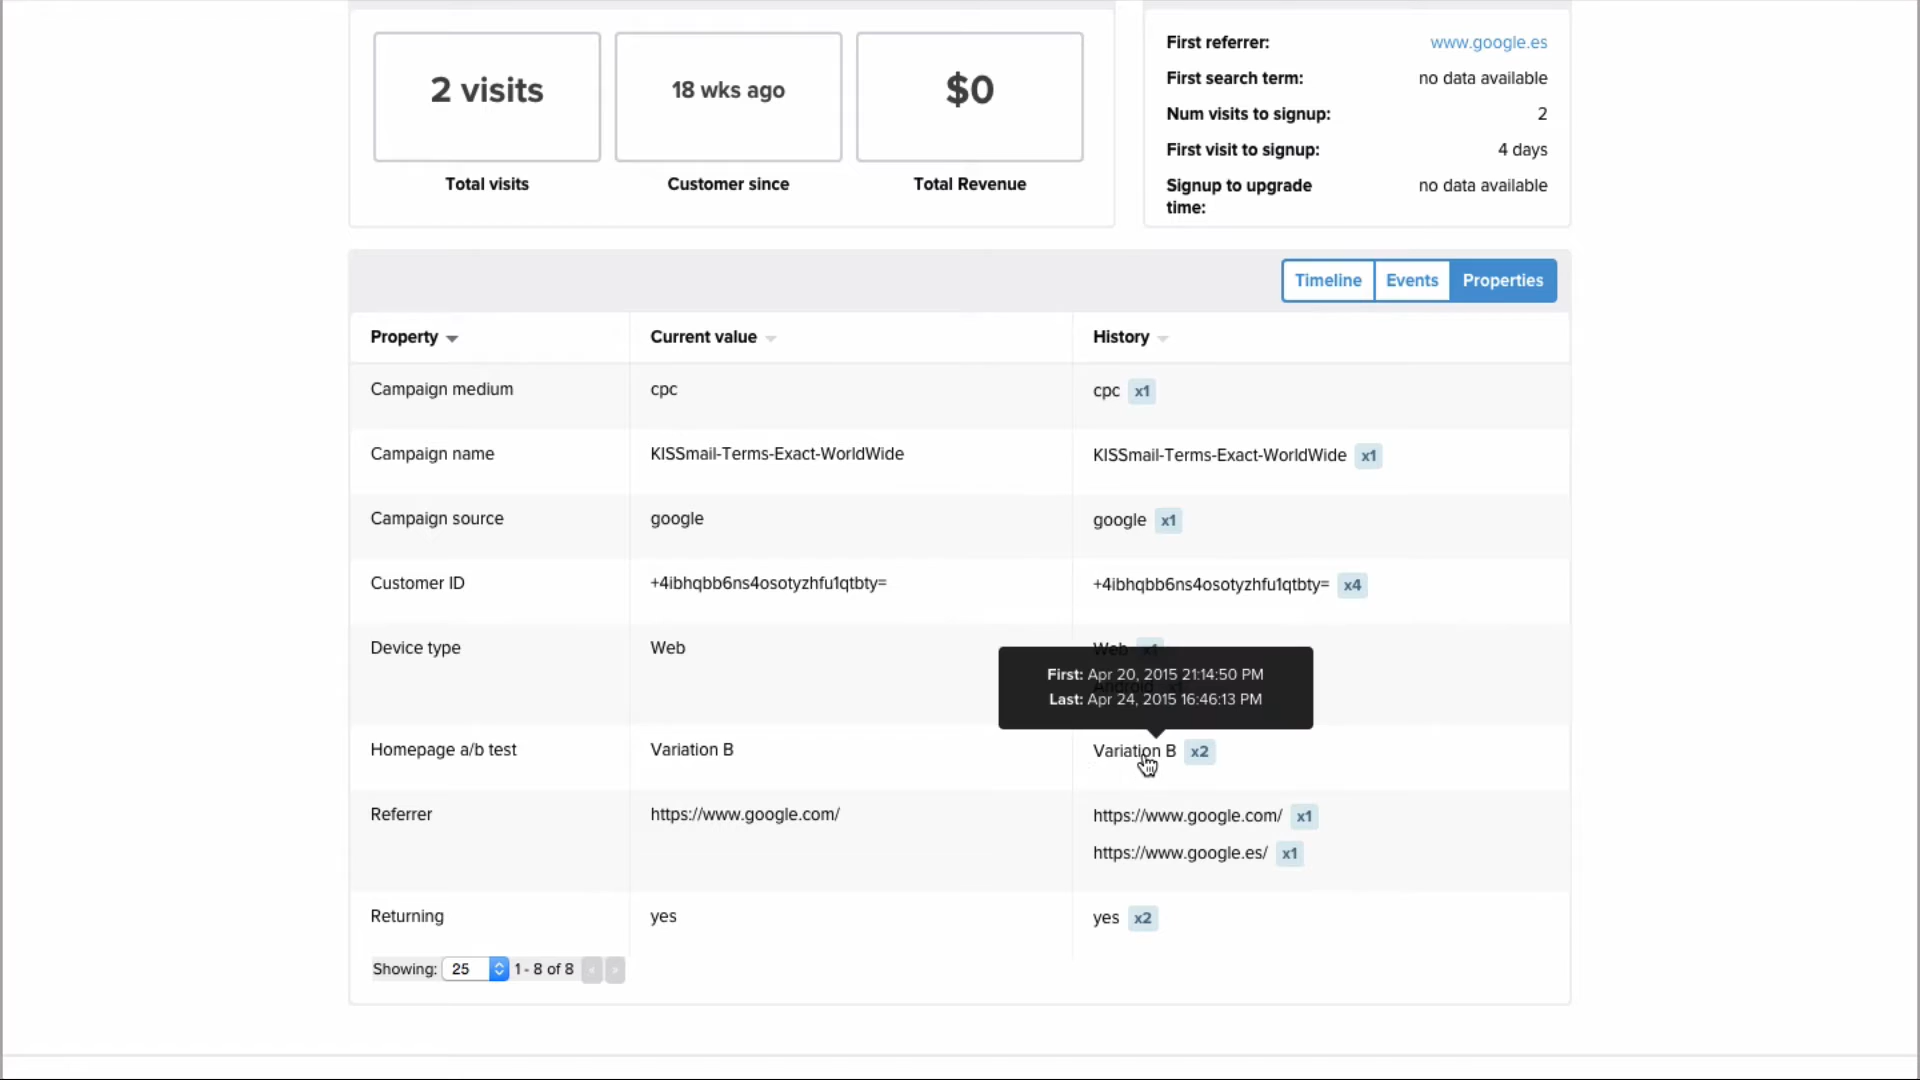 2 visits
18 wks ago
$0
Total visits
Customer since
Total Revenue
First referrer: www.google.es
First search term: no data available
Num visits to signup: 2
First visit to signup: 4 days
Signup to upgrade time: no data available
Timeline Events Properties
Property Current value History
Campaign medium cpc cpc x1
Campaign name KISSmail-Terms-Exact-WorldWide KISSmail-Terms-Exact-WorldWide x1
Campaign source google google x1
Customer ID +4ibhqbb6ns4osotyzhfu1qtbty= +4ibhqbb6ns4osotyzhfu1qtbty= x4
Device type Web Web x1
First: Apr 20, 2015 21:14:50 PM
Android
Last: Apr 24, 2015 16:46:13 PM
Homepage a/b test Variation B Variation B x2
Referrer https://www.google.com/ https://www.google.com/ x1
https://www.google.es/ x1
Returning yes yes x2
Showing: 25 1 - 8 of 8 < >